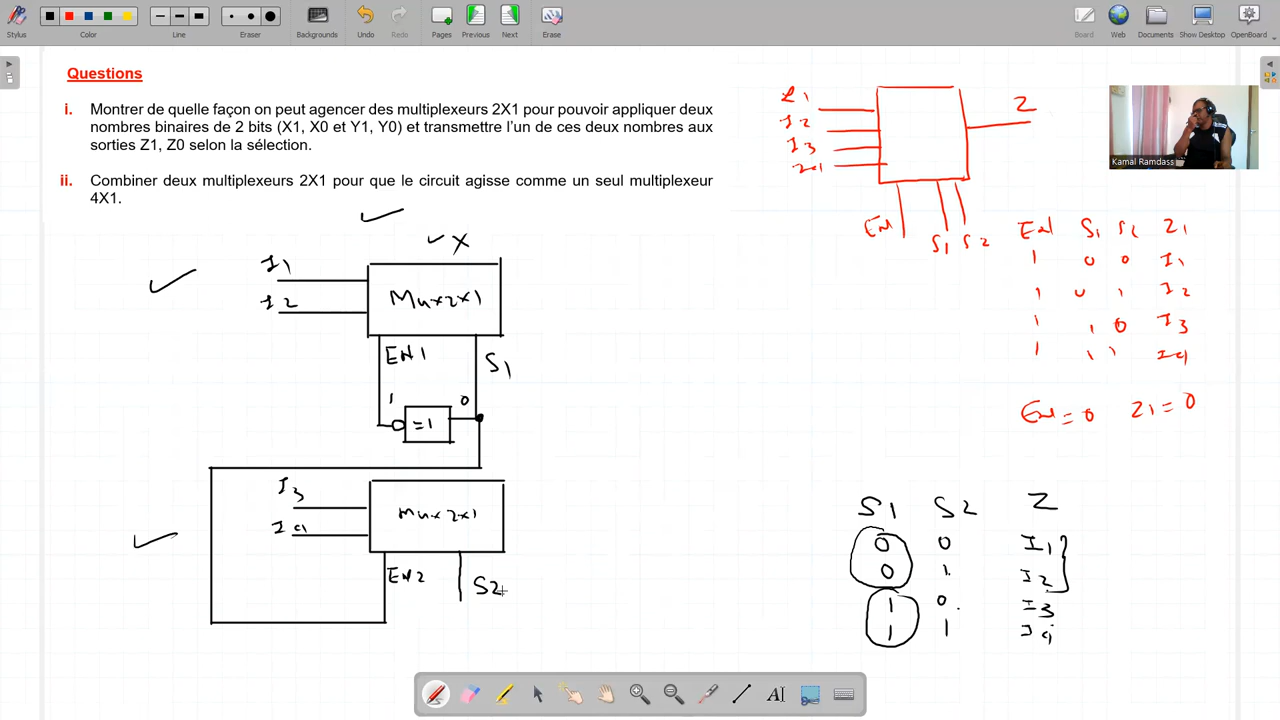 Stylus
Color
Line
Eraser
Backgrounds
Undo
Redo
Pages
Previous
Next
Erase
Board
Web
Documents
Show Desktop
OpenBoard
Questions
i. Montrer de quelle façon on peut agencer des multiplexeurs 2X1 pour pouvoir appliquer deux
nombres binaires de 2 bits (X1, X0 et Y1, Y0) et transmettre l'un de ces deux nombres aux
sorties Z1, Z0 selon la sélection.
ii. Combiner deux multiplexeurs 2X1 pour que le circuit agisse comme un seul multiplexeur
4X1.
Kamal Ramdass
I2
I3
Z
EN
S1 S2
S1 S2 Z1
1 0 0 I1
1 0 1 I2
1 1 0 I3
1 1 1 I4
= 0 Z1 = 0
X
I1
I2
Mux2x1
EN1
S1
1
0
=1
I3
I4
Mux2x1
EN2
S2
S1 S2 Z
0 0 I1
0 1 I2
1 0 I3
1 1 I4